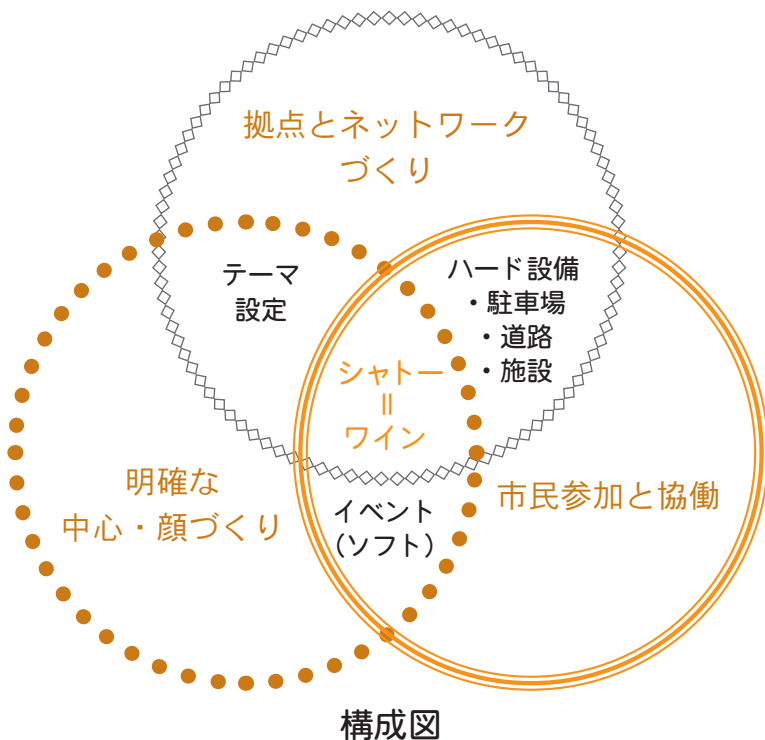 拠点とネットワーク
づくり
テーマ
設定
ハード設備
・駐車場
・道路
・施設
シャトー
＝
ワイン
明確な
中心・顔づくり
市民参加と協働
イベント
（ソフト）
構成図